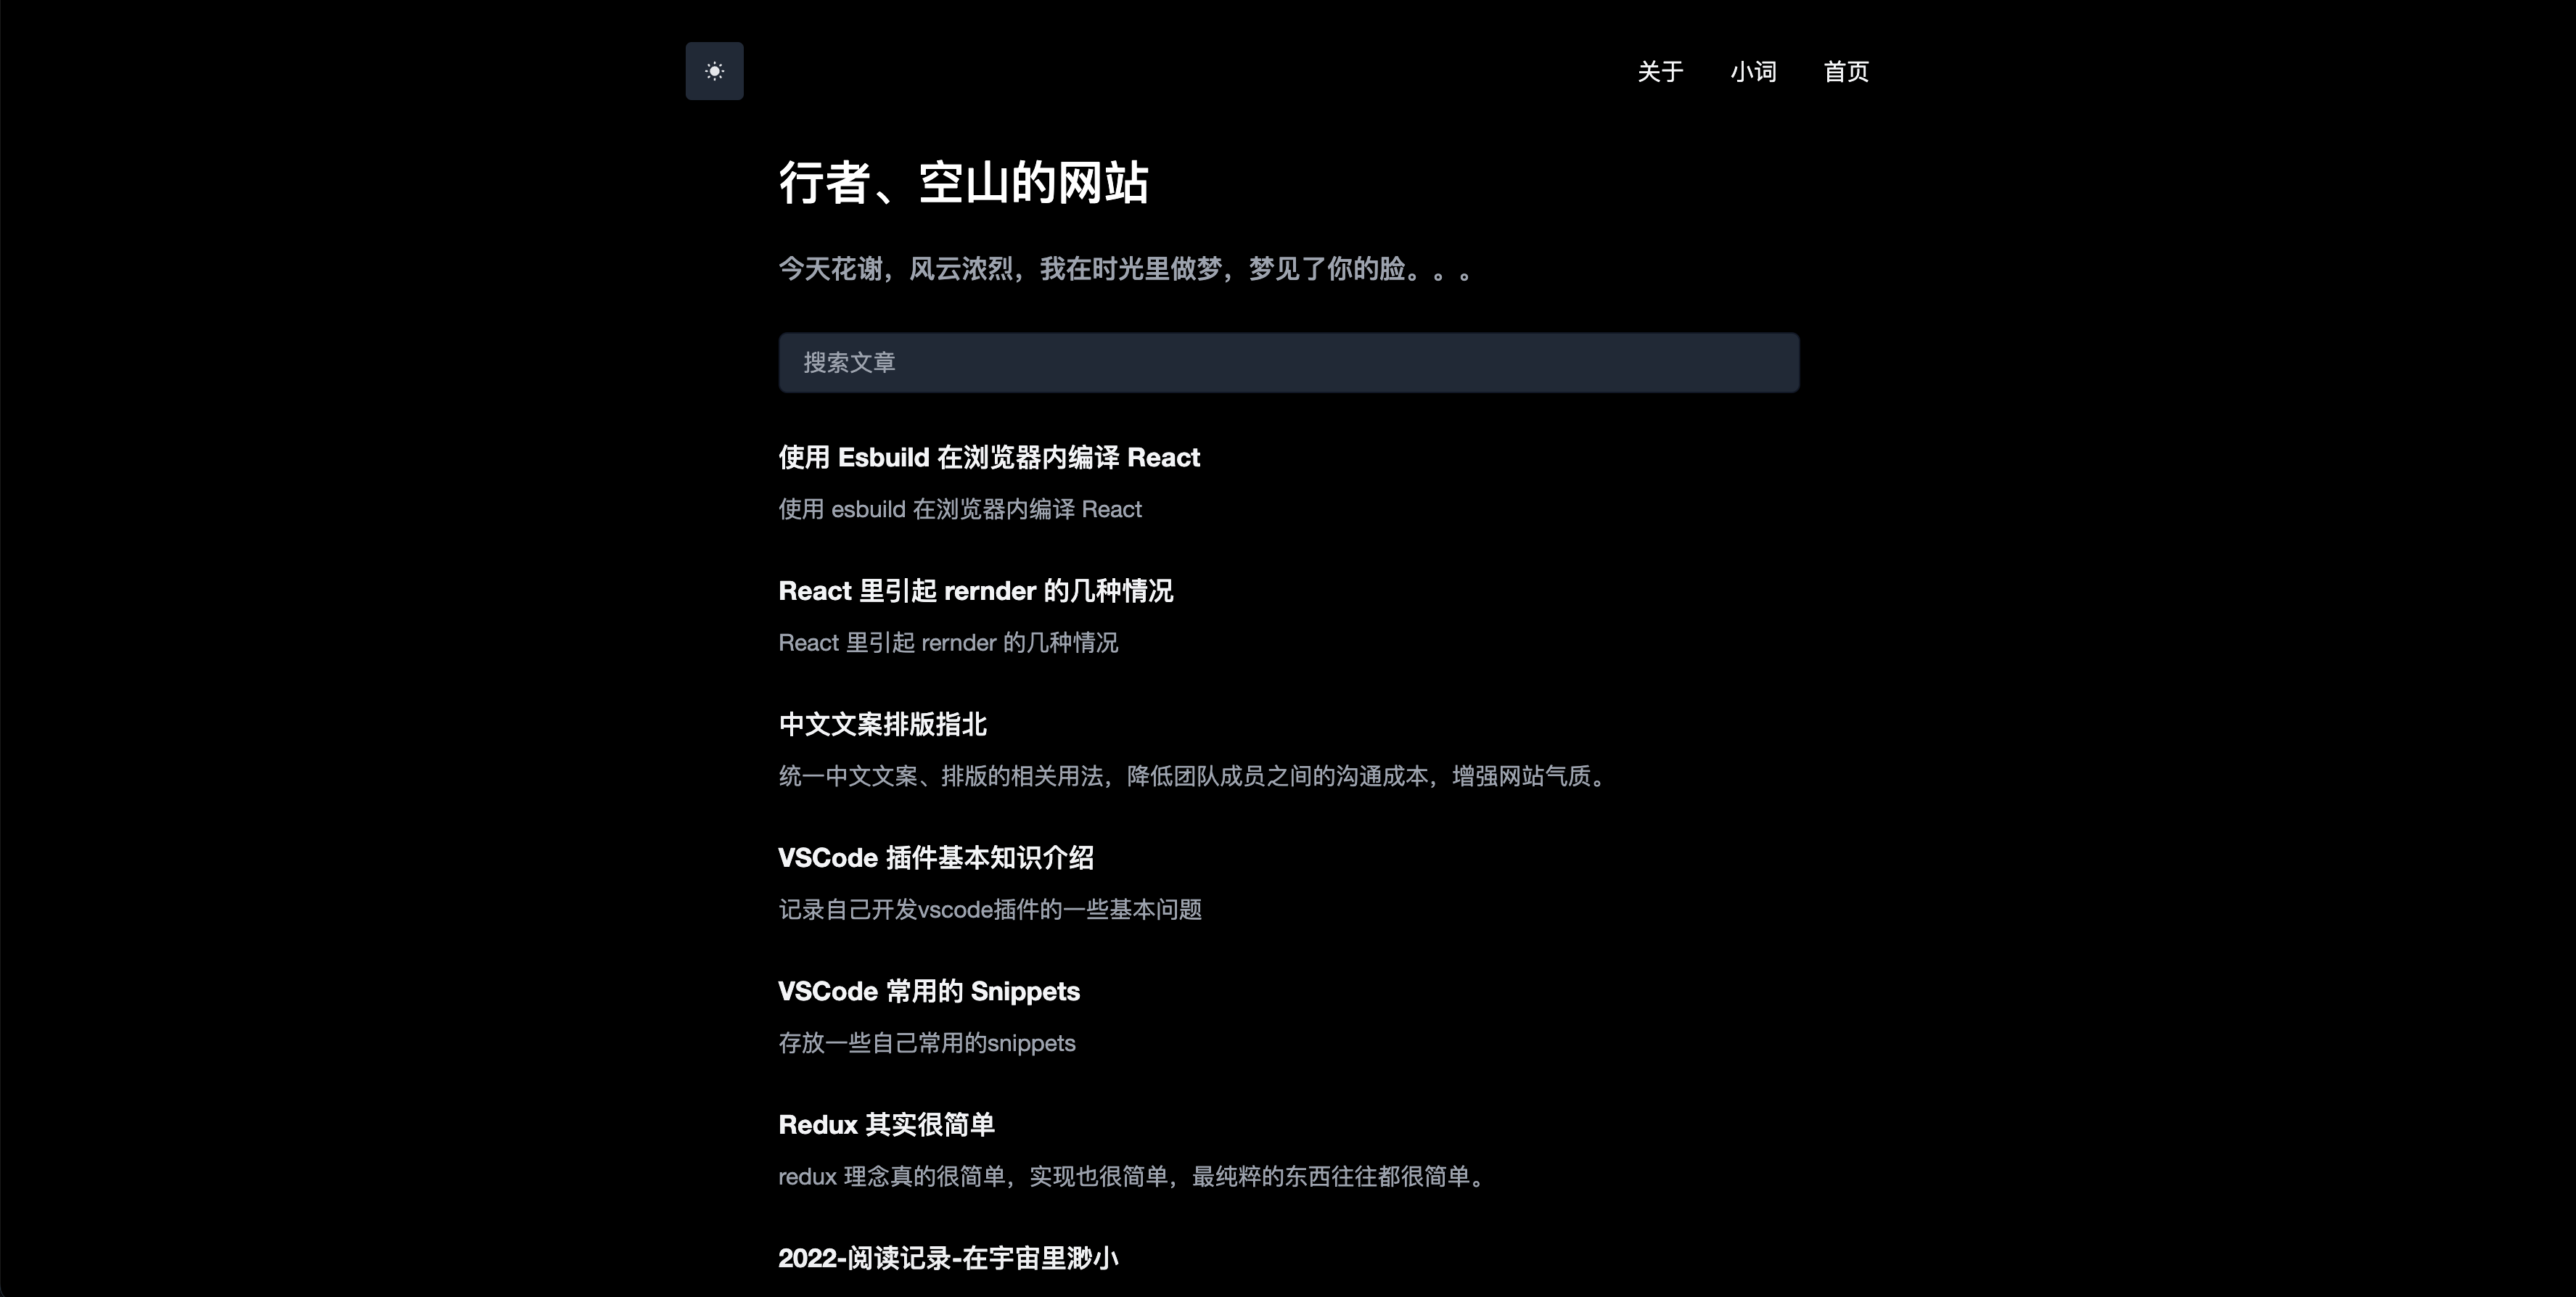 关于 小词 首页
行者、空山的网站
今天花谢，风云浓烈，我在时光里做梦，梦见了你的脸。。。
搜索文章
使用 Esbuild 在浏览器内编译 React
使用 esbuild 在浏览器内编译 React
React 里引起 rernder 的几种情况
React 里引起 rernder 的几种情况
中文文案排版指北
统一中文文案、排版的相关用法，降低团队成员之间的沟通成本，增强网站气质。
VSCode 插件基本知识介绍
记录自己开发vscode插件的一些基本问题
VSCode 常用的 Snippets
存放一些自己常用的snippets
Redux 其实很简单
redux 理念真的很简单，实现也很简单，最纯粹的东西往往都很简单。
2022-阅读记录-在宇宙里渺小